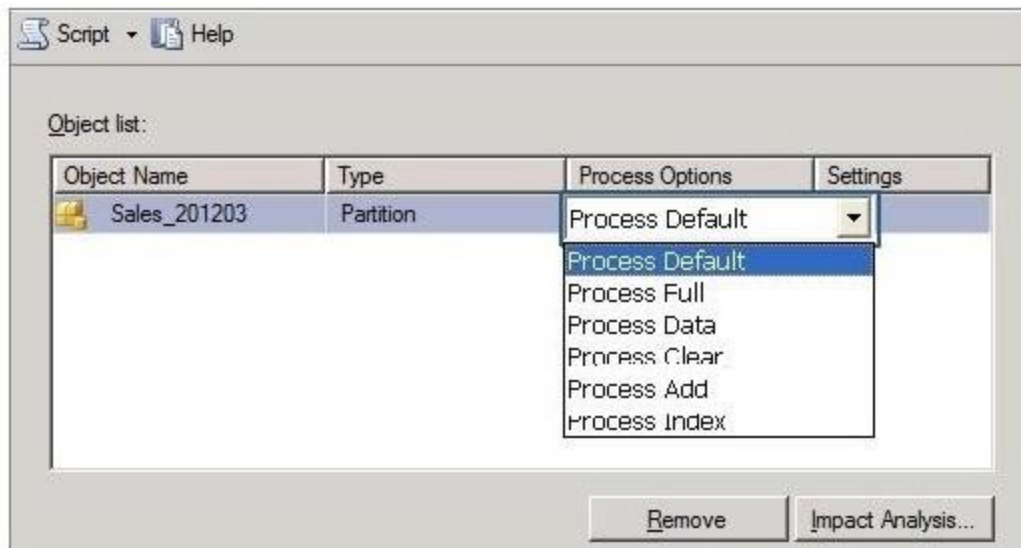 Script Help
Object list:
Object Name Type Process Options Settings
Sales_201203 Partition Process Default
Process Default
Process Full
Process Data
Process Clear
Process Add
Process Index
Remove Impact Analysis...